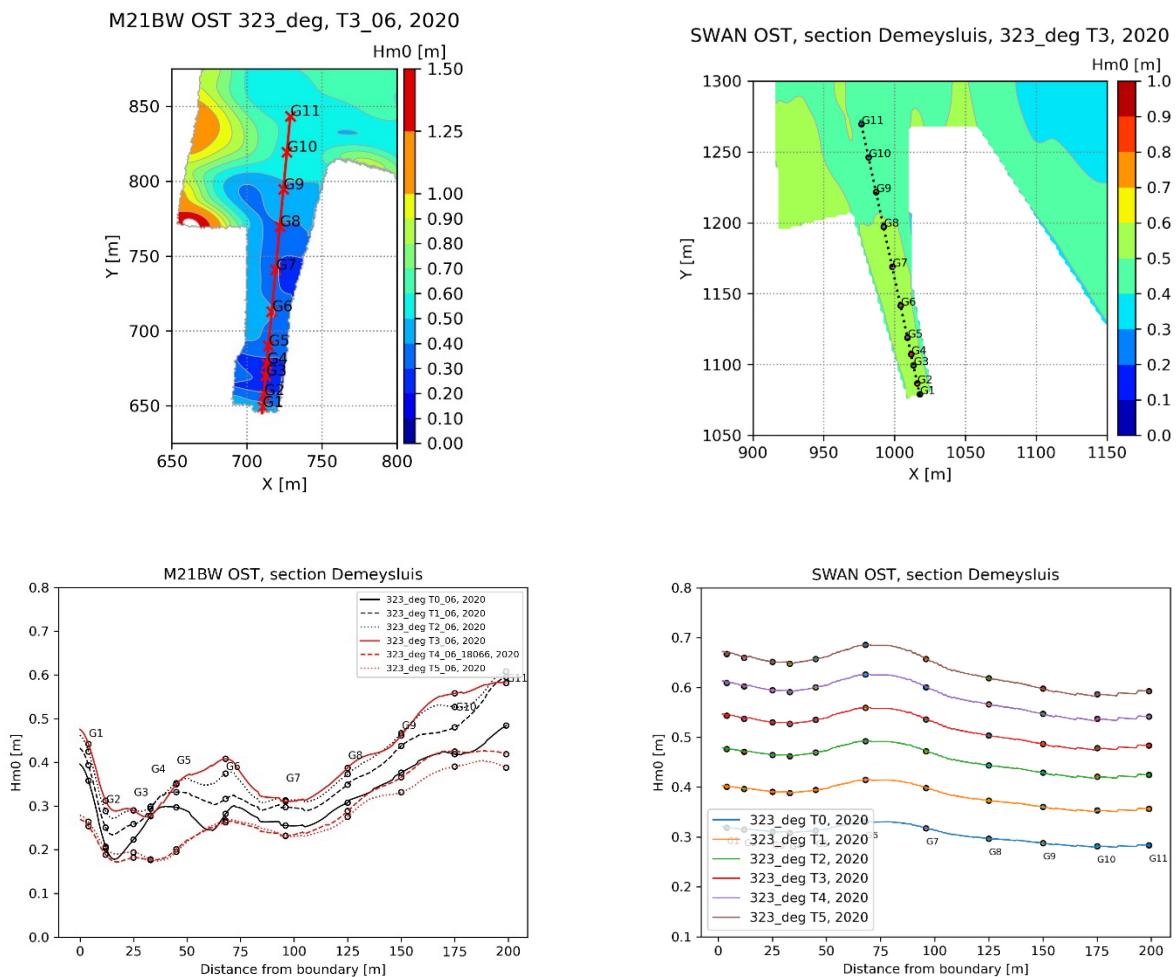 M21BW OST 323_deg, T3_06, 2020
Hm0 [m]
1.50
1.25
1.00
0.90
0.80
0.70
0.60
0.50
0.40
0.30
0.20
0.10
0.00
850
800
750
700
650
Y [m]
650
700
750
800
X [m]
G11
G10
G9
G8
G7
G6
G5
G4
G3
G2
G1
SWAN OST, section Demeysluis, 323_deg T3, 2020
Hm0 [m]
1.0
0.9
0.8
0.7
0.6
0.5
0.4
0.3
0.2
0.1
0.0
1300
1250
1200
1150
1100
1050
Y [m]
900
950
1000
1050
1100
1150
X [m]
G11
G10
G9
G8
G7
G6
G5
G4
G3
G2
G1
M21BW OST, section Demeysluis
0.8
0.7
0.6
0.5
0.4
0.3
0.2
0.1
0.0
Hm0 [m]
323_deg T0_06, 2020
323_deg T1_06, 2020
323_deg T2_06, 2020
323_deg T3_06, 2020
323_deg T4_06_18066, 2020
323_deg T5_06, 2020
G1
G2
G3
G4
G5
G6
G7
G8
G9
G10
G11
0
25
50
75
100
125
150
175
200
Distance from boundary [m]
SWAN OST, section Demeysluis
0.8
0.7
0.6
0.5
0.4
0.3
0.2
0.1
Hm0 [m]
G7
G8
G9
G10
G11
323_deg T0, 2020
323_deg T1, 2020
323_deg T2, 2020
323_deg T3, 2020
323_deg T4, 2020
323_deg T5, 2020
0
25
50
75
100
125
150
175
200
Distance from boundary [m]